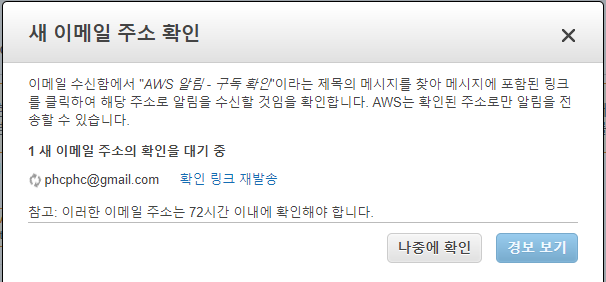 새 이메일 주소 확인
이메일 수신함에서 "AWS 알림 - 구독 확인"이라는 제목의 메시지를 찾아 메시지에 포함된 링크
를 클릭하여 해당 주소로 알림을 수신할 것임을 확인합니다. AWS는 확인된 주소로만 알림을 전
송할 수 있습니다.
1 새 이메일 주소의 확인을 대기 중
phcphc@gmail.com 확인 링크 재발송
참고: 이러한 이메일 주소는 72시간 이내에 확인해야 합니다.
나중에 확인 경보 보기